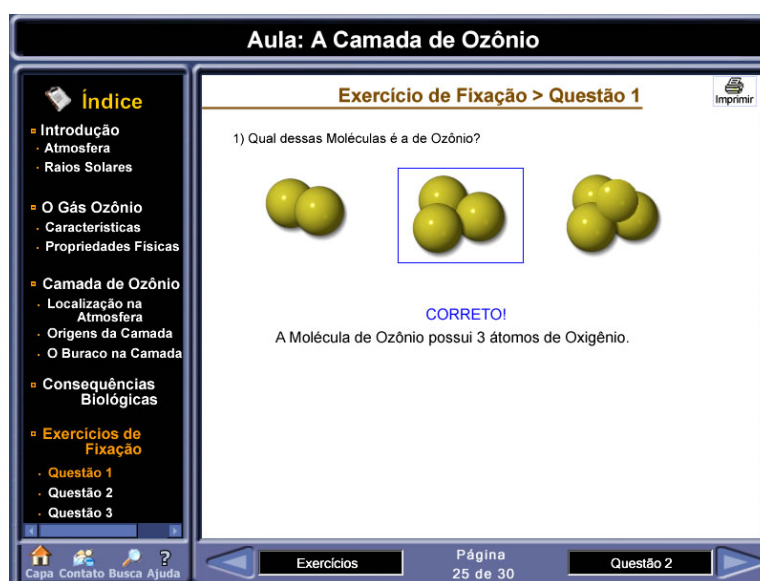 Aula: A Camada de Ozônio
Índice
Introdução
Atmosfera
Raios Solares
O Gás Ozônio
Caracteristicas
Propriedades Físicas
Camada de Ozônio
Localização na
Atmosfera
Origens da Camada
O Buraco na Camada
Consequências
Biológicas
Exercícios de
Fixação
Questão 1
Questão 2
Questão 3
Capa Contato Busca Ajuda
Exercício de Fixação > Questão 1
Imprimir
1) Qual dessas Moléculas é a de Ozônio?
CORRETO!
A Molécula de Ozônio possui 3 átomos de Oxigênio.
Exercícios
Página
25 de 30
Questão 2